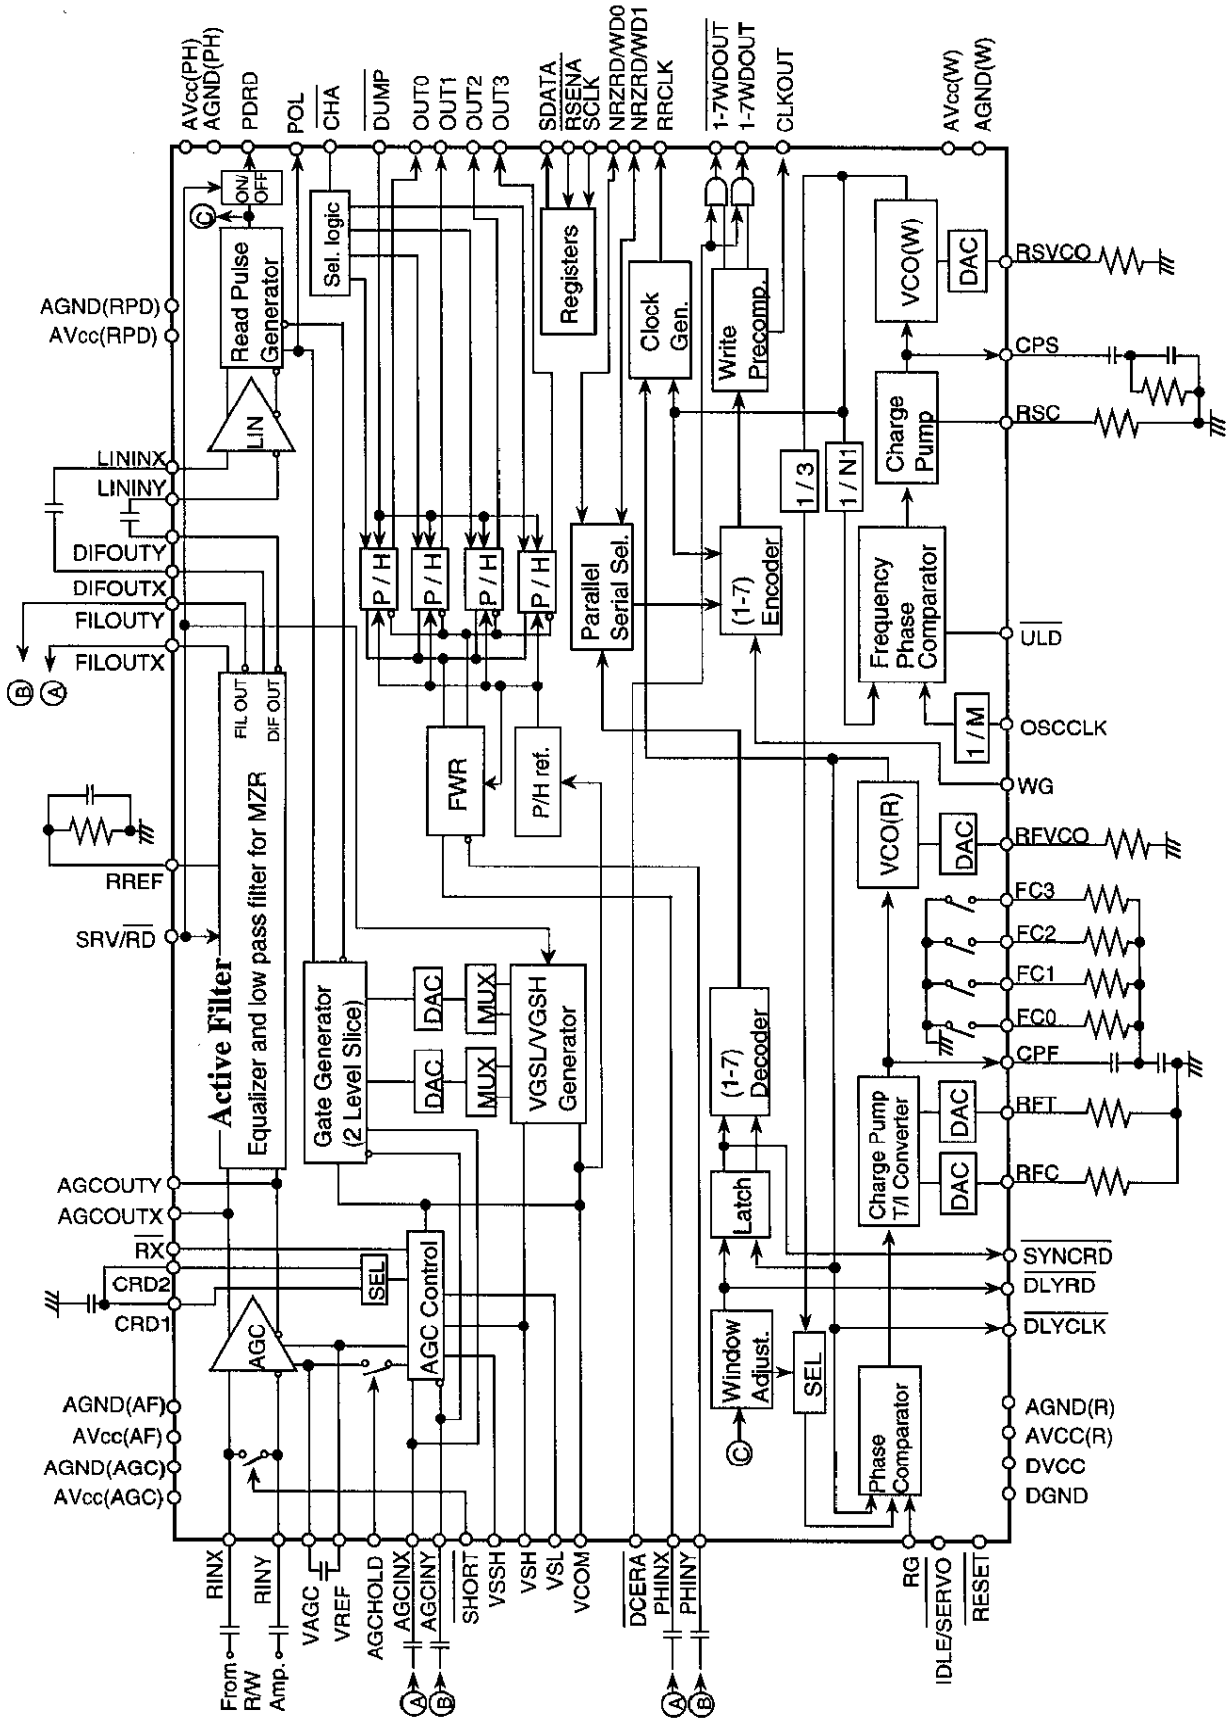 AVcc(PH)
AGND(PH)
PDRD
POL
CHA
DUMP
OUT0
OUT1
OUT2
OUT3
SDATA
RSENA
SCLK
NRZRD/WD0
NRZRD/WD1
RRCLK
1-7WDOUT
1-7WDOUT
CLKOUT
AVcc(W)
AGND(W)
ON/
OFF
C
Read Pulse
Generator
Sel. logic
Registers
Clock
Gen.
Write
Precomp.
VCO(W)
DAC
RSVCO
AGND(RPD)
AVcc(RPD)
LIN
CPS
Charge
Pump
RSC
LININX
LININY
DIFOUTY
DIFOUTX
FILOUTY
FILOUTX
B
A
1/3
1/N1
P/H
P/H
P/H
P/H
Parallel
Serial Sel.
(1-7)
Encoder
Frequency
Phase
Comparator
ULD
1/M
OSCCLK
WG
FIL OUT
DIF OUT
Active Filter
Equalizer and low pass filter for MZR
RREF
SRV/RD
FWR
P/H ref.
VCO(R)
DAC
RFVCO
FC3
FC2
FC1
FC0
CPF
Gate Generator
(2 Level Slice)
DAC
DAC
MUX
MUX
VGSL/VGSH
Generator
(1-7)
Decoder
Charge Pump
T/I Converter
DAC
DAC
RFT
RFC
AGCOUTY
AGCOUTX
RX
CRD2
CRD1
SEL
AGC
AGC Control
Latch
SYNCRD
DLYRD
DLYCLK
Window
Adjust.
SEL
C
Phase
Comparator
AGND(AF)
AVcc(AF)
AGND(AGC)
AVcc(AGC)
AGND(R)
AVCC(R)
DVCC
DGND
RINX
RINY
VAGC
VREF
AGCHOLD
AGCINX
AGCINY
SHORT
VSSH
VSH
VSL
VCOM
DCERA
PHINX
PHINY
RG
IDLE/SERVO
RESET
From
R/W
Amp.
A
B
A
B